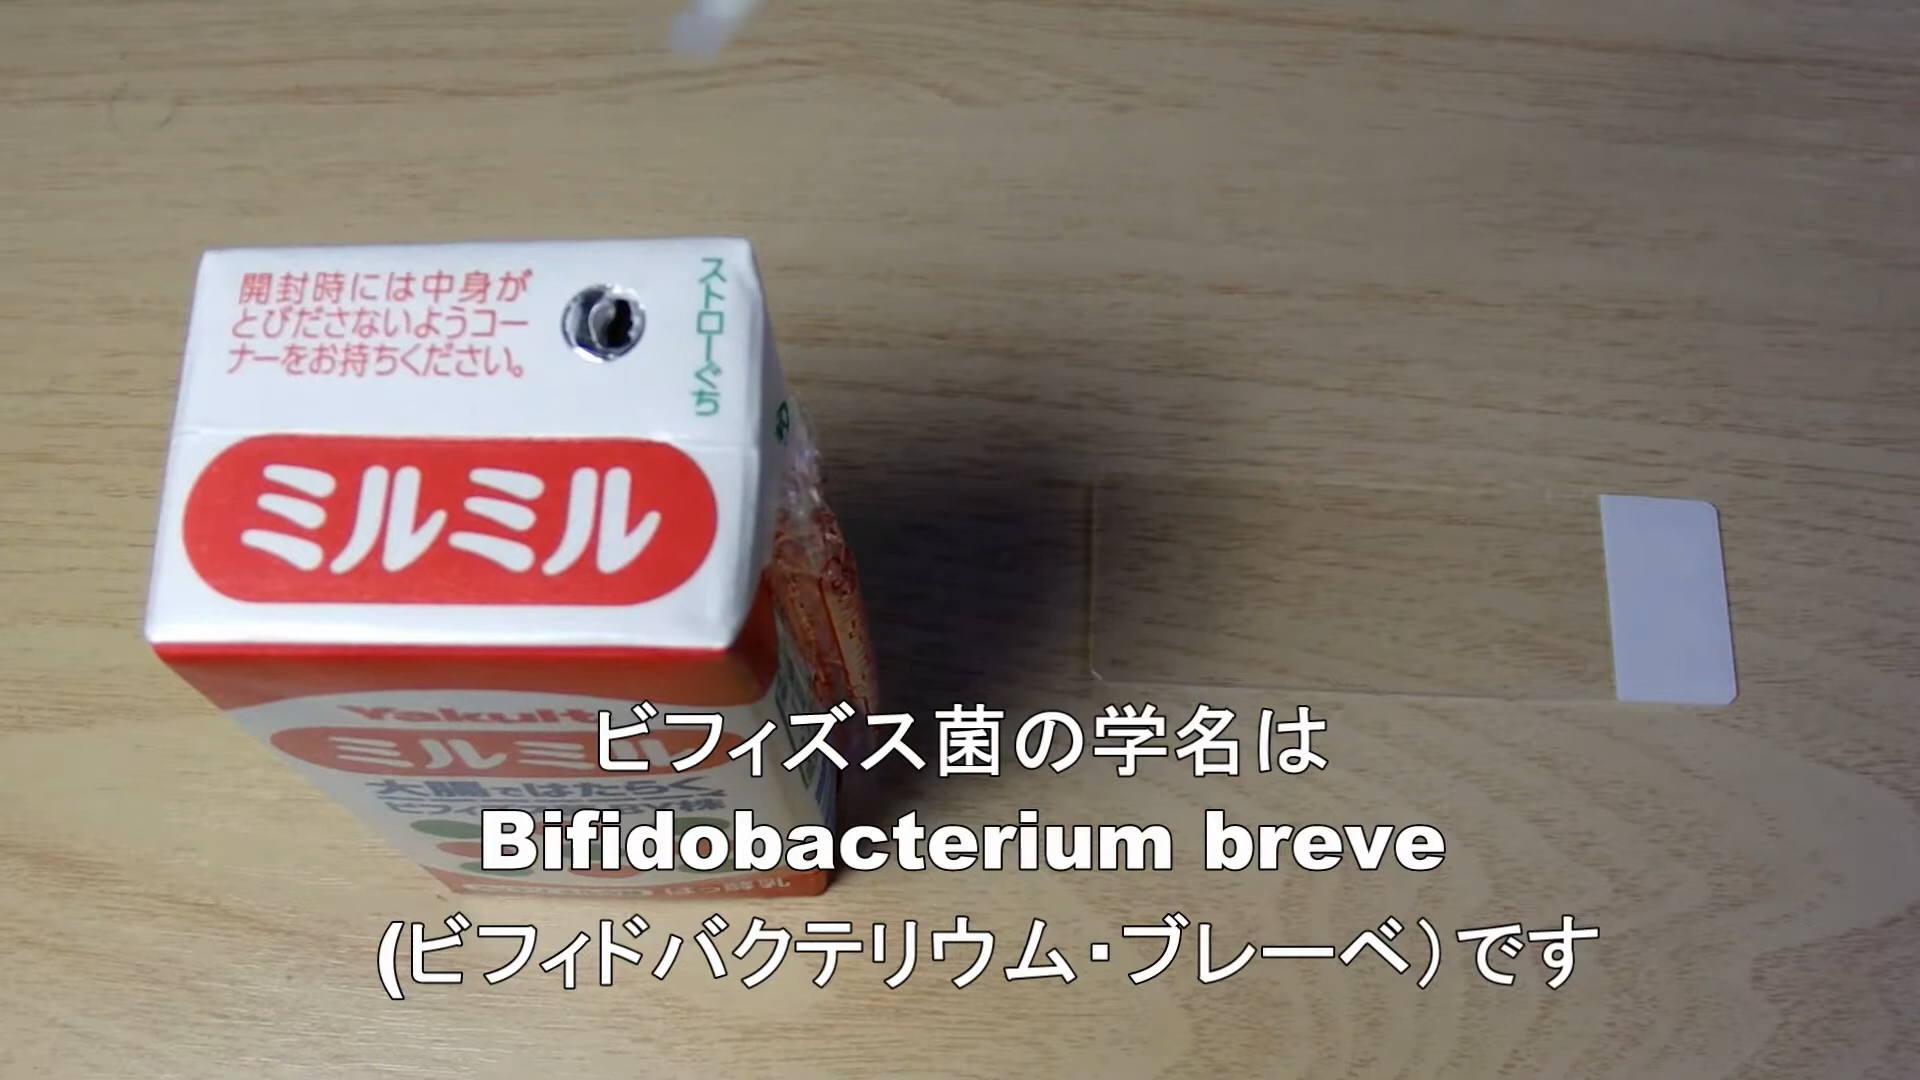 開封時には中身が
とびださないようコー
ナーをお持ちください。
ストローぐち
ミルミル
Yakult
ミルミル
大腸ではたらく
ビフィズス菌の学名は
Bifidobacterium breve
(ビフィドバクテリウム・ブレーベ)です